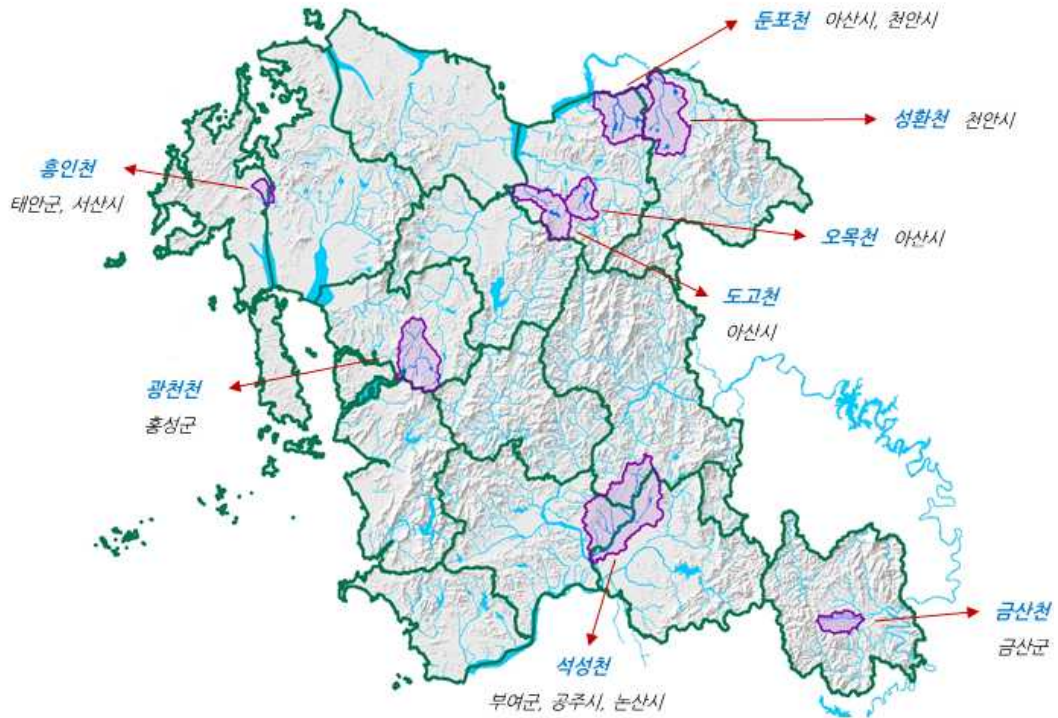 둔포천 아산시, 천안시
성환천 천안시
흥인천
태안군, 서산시
오목천 아산시
도고천
아산시
광천천
홍성군
금산천
금산군
석성천
부여군, 공주시, 논산시